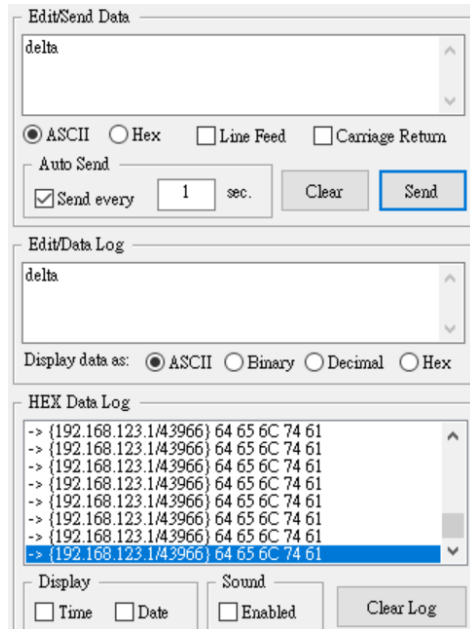 Edit/Send Data
delta
ASCII Hex Line Feed Carriage Return
Auto Send
Send every 1 sec. Clear Send
Edit/Data Log
delta
Display data as: ASCII Binary Decimal Hex
HEX Data Log
-> {192.168.123.1/43966} 64 65 6C 74 61
-> {192.168.123.1/43966} 64 65 6C 74 61
-> {192.168.123.1/43966} 64 65 6C 74 61
-> {192.168.123.1/43966} 64 65 6C 74 61
-> {192.168.123.1/43966} 64 65 6C 74 61
-> {192.168.123.1/43966} 64 65 6C 74 61
-> {192.168.123.1/43966} 64 65 6C 74 61
-> {192.168.123.1/43966} 64 65 6C 74 61
Display Sound
Time Date Enabled Clear Log